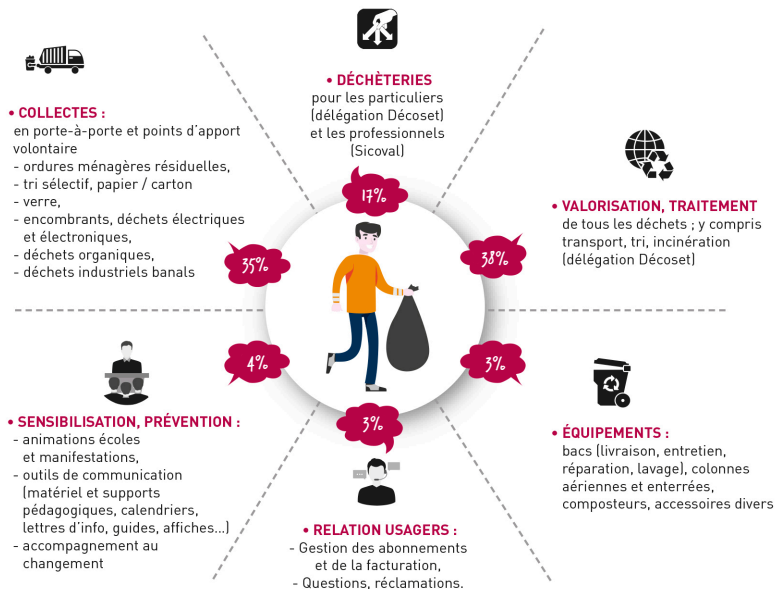 • DÉCHÈTERIES
pour les particuliers
(délégation Décoset)
et les professionnels
(Sicoval)
17%
• COLLECTES :
en porte-à-porte et points d'apport
volontaire
- ordures ménagères résiduelles,
- tri sélectif, papier / carton
- verre,
- encombrants, déchets électriques
et électroniques,
- déchets organiques,
- déchets industriels banals
35%
• VALORISATION, TRAITEMENT
de tous les déchets ; y compris
transport, tri, incinération
(délégation Décoset)
38%
4%
• SENSIBILISATION, PRÉVENTION :
- animations écoles
et manifestations,
- outils de communication
(matériel et supports
pédagogiques, calendriers,
lettres d'info, guides, affiches...)
- accompagnement au
changement
3%
• RELATION USAGERS :
- Gestion des abonnements
et de la facturation,
- Questions, réclamations.
3%
• ÉQUIPEMENTS :
bacs (livraison, entretien,
réparation, lavage), colonnes
aériennes et enterrées,
composteurs, accessoires divers